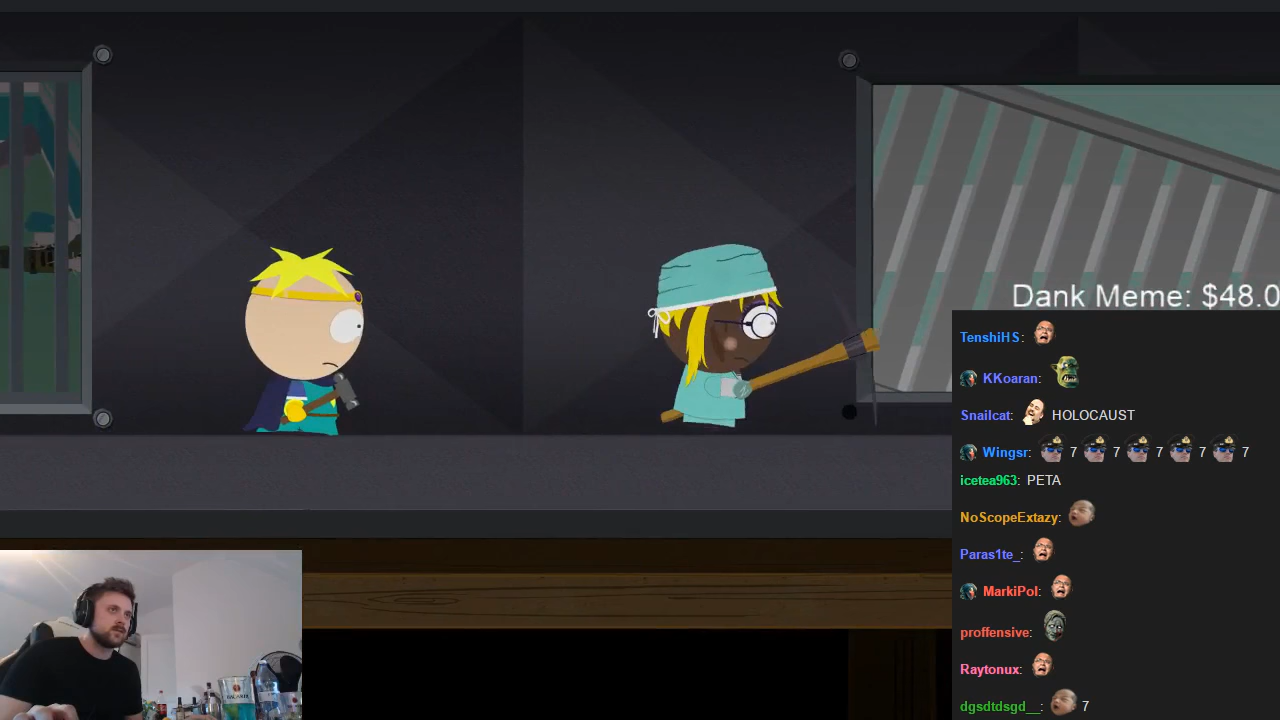 Dank Meme: $48.0
TenshiHS:
KKoaran:
Snailcat: HOLOCAUST
Wingsr: 7 7 7 7 7
icetea963: PETA
NoScopeExtazy:
Paras1te_:
MarkiPol:
proffensive:
Raytonux:
dgsdtdsgd__: 7